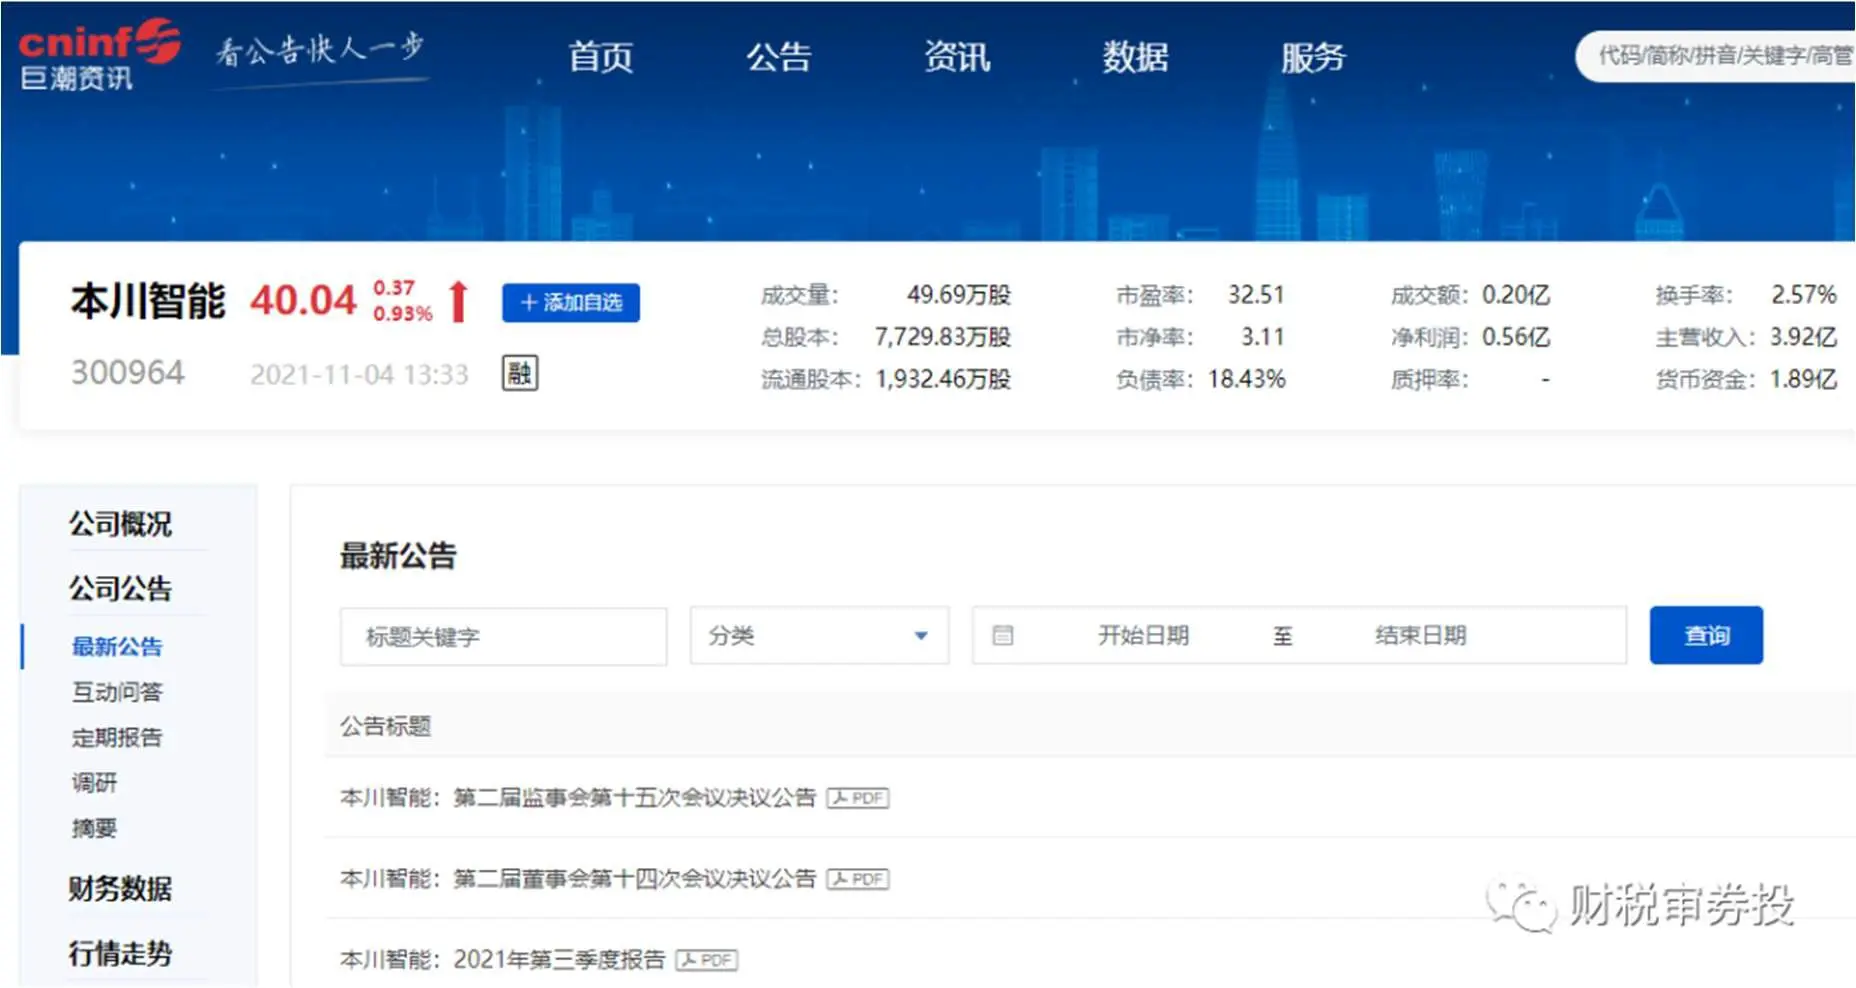 cninf
巨潮资讯
看公告快人一步
首页 公告 资讯 数据 服务
代码/简称/拼音/关键字/高管
本川智能 40.04 0.37 0.93% ＋添加自选
300964 2021-11-04 13:33 融
成交量： 49.69万股 市盈率： 32.51 成交额： 0.20亿 换手率： 2.57%
总股本： 7,729.83万股 市净率： 3.11 净利润： 0.56亿 主营收入： 3.92亿
流通股本： 1,932.46万股 负债率： 18.43% 质押率： - 货币资金： 1.89亿
公司概况
公司公告
最新公告
互动问答
定期报告
调研
摘要
财务数据
行情走势
最新公告
标题关键字 分类 开始日期 至 结束日期 查询
公告标题
本川智能：第二届监事会第十五次会议决议公告 PDF
本川智能：第二届董事会第十四次会议决议公告 PDF
本川智能：2021年第三季度报告 PDF
财税审券投